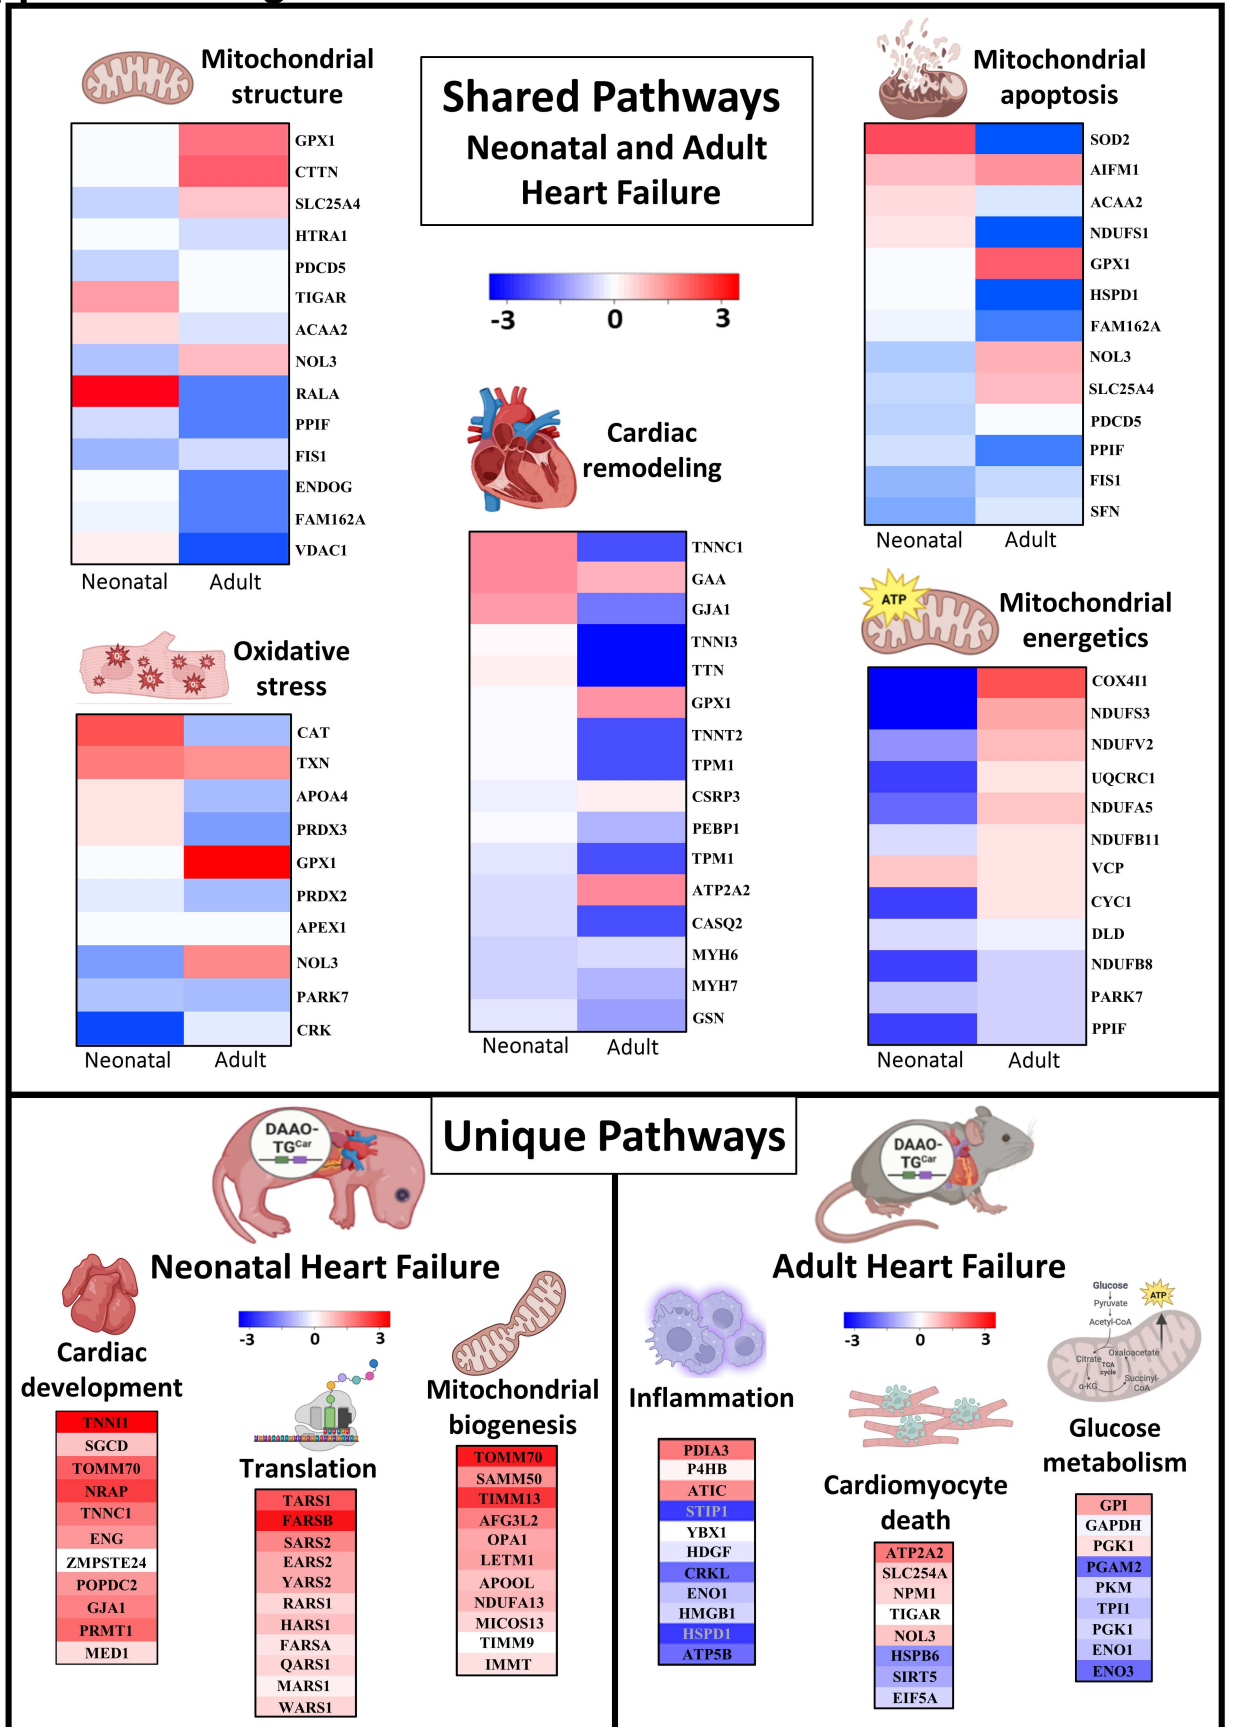 Mitochondrial
structure
GPX1
CTTN
SLC25A4
HTRA1
PDCD5
TIGAR
ACAA2
NOL3
RALA
PPIF
FIS1
ENDOG
FAM162A
VDAC1
Neonatal Adult
Shared Pathways
Neonatal and Adult
Heart Failure
-3 0 3
Mitochondrial
apoptosis
SOD2
AIFM1
ACAA2
NDUFS1
GPX1
HSPD1
FAM162A
NOL3
SLC25A4
PDCD5
PPIF
FIS1
SFN
Neonatal Adult
Oxidative
stress
CAT
TXN
APOA4
PRDX3
GPX1
PRDX2
APEX1
NOL3
PARK7
CRK
Neonatal Adult
Cardiac
remodeling
TNNC1
GAA
GJA1
TNNI3
TTN
GPX1
TNNT2
TPM1
CSRP3
PEBP1
TPM1
ATP2A2
CASQ2
MYH6
MYH7
GSN
Neonatal Adult
ATP
Mitochondrial
energetics
COX4I1
NDUFS3
NDUFV2
UQCRC1
NDUFA5
NDUFB11
VCP
CYC1
DLD
NDUFB8
PARK7
PPIF
Neonatal Adult
Unique Pathways
DAAO-
TGCar
Neonatal Heart Failure
-3 0 3
Cardiac
development
TNNI1
SGCD
TOMM70
NRAP
TNNC1
ENG
ZMPSTE24
POPDC2
GJA1
PRMT1
MED1
Translation
TARS1
FARSB
SARS2
EARS2
YARS2
RARS1
HARS1
FARSA
QARS1
MARS1
WARS1
Mitochondrial
biogenesis
TOMM70
SAMM50
TIMM13
AFG3L2
OPA1
LETM1
APOOL
NDUFA13
MICOS13
TIMM9
IMMT
DAAO-
TGCar
Adult Heart Failure
-3 0 3
Inflammation
PDIA3
P4HB
ATIC
STIP1
YBX1
HDGF
CRKL
ENO1
HMGB1
HSPD1
ATP5B
Cardiomyocyte
death
ATP2A2
SLC254A
NPM1
TIGAR
NOL3
HSPB6
SIRT5
EIF5A
Glucose
Pyruvate
Acetyl-CoA
ATP
Citrate
Oxaloacetate
TCA
cycle
α-KG
Succinyl-
CoA
Glucose
metabolism
GPI
GAPDH
PGK1
PGAM2
PKM
TPI1
PGK1
ENO1
ENO3